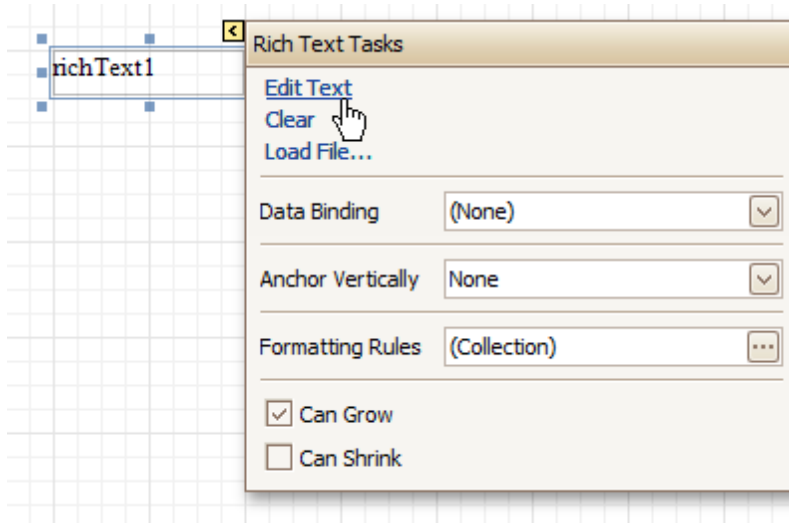 richText1
Rich Text Tasks
Edit Text
Clear
Load File...
Data Binding (None)
Anchor Vertically None
Formatting Rules (Collection)
Can Grow
Can Shrink